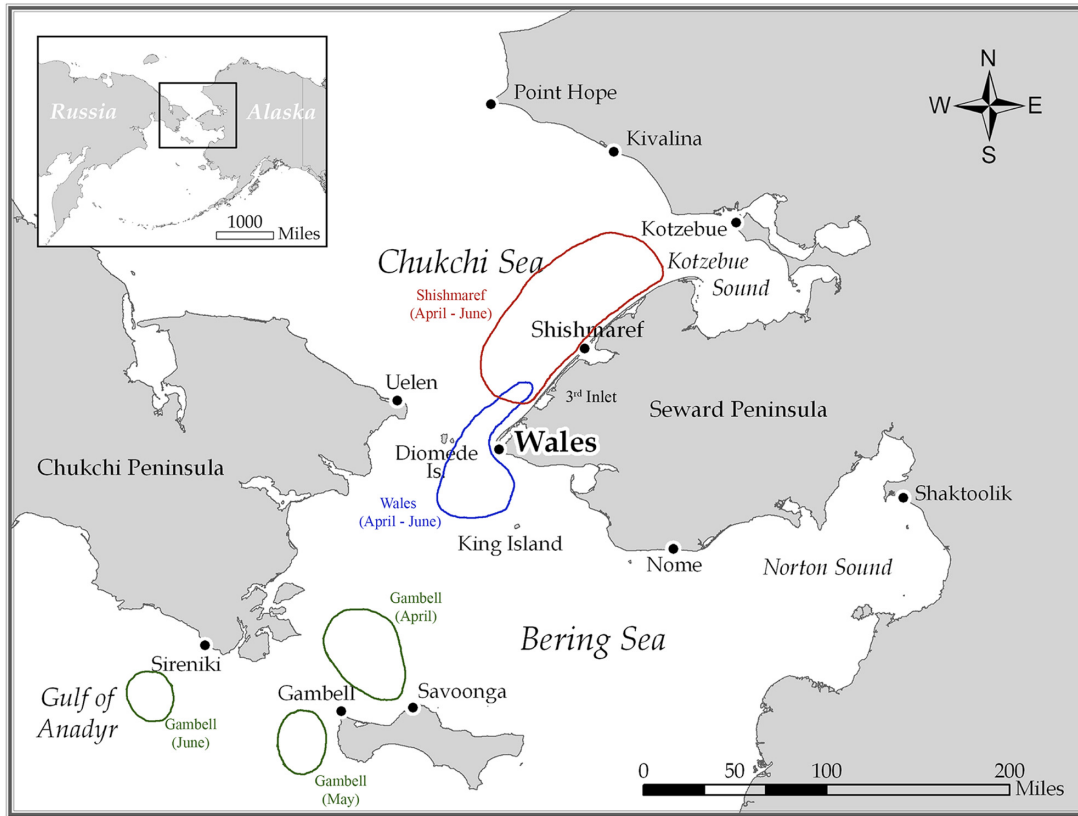 Russia
Alaska
1000
Miles
N
W
E
S
Point Hope
Kivalina
Kotzebue
Kotzebue
Sound
Chukchi Sea
Shishmaref
(April - June)
Shishmaref
Uelen
3rd Inlet
Seward Peninsula
Wales
Diomede
Is.
Chukchi Peninsula
Wales
(April - June)
King Island
Shaktoolik
Nome
Norton Sound
Gambell
(April)
Bering Sea
Sireniki
Gulf of
Anadyr
Gambell
(June)
Gambell
Savoonga
Gambell
(May)
0
50
100
200
Miles